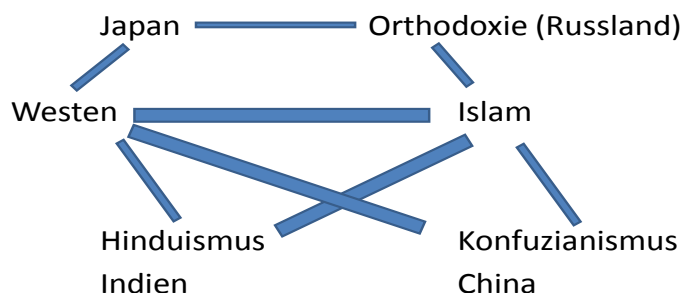 Japan Orthodoxie (Russland)
Westen Islam
Hinduismus Konfuzianismus
Indien China